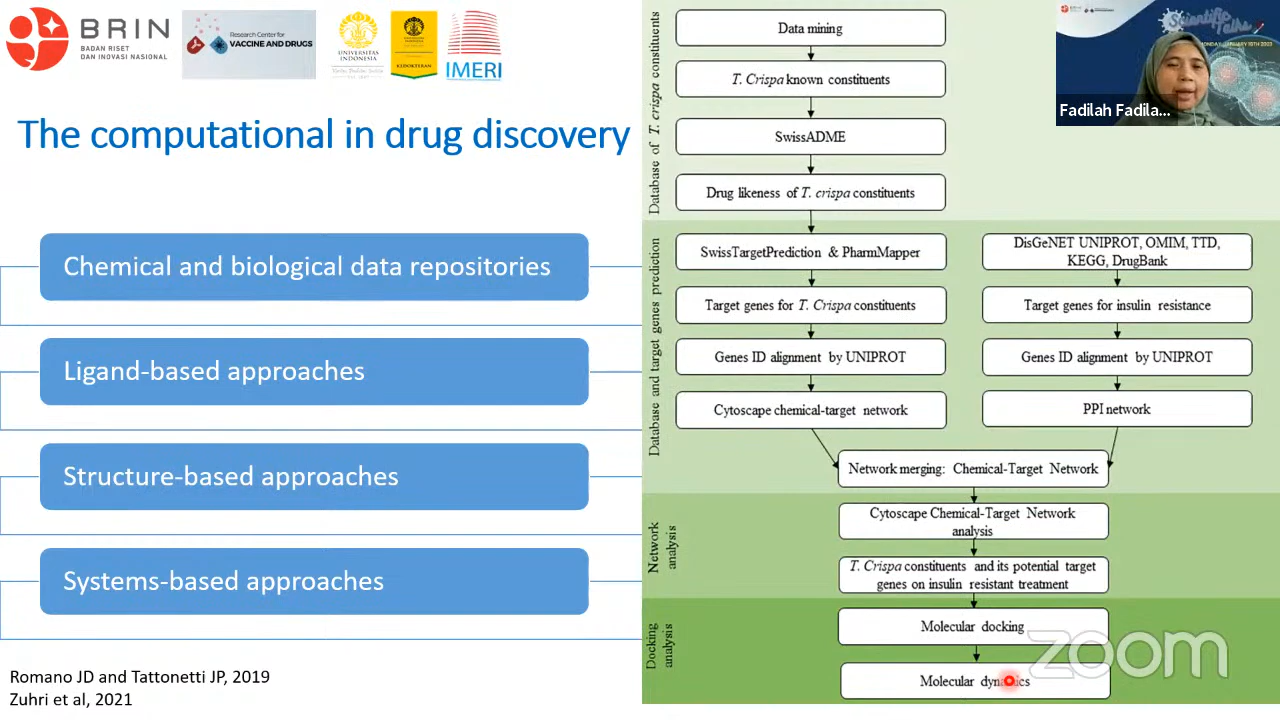 BRIN
BADAN RISET
DAN INOVASI NASIONAL
Research Center for
VACCINE AND DRUGS
UNIVERSITAS
INDONESIA
KEDOKTERAN
IMERI
The computational in drug discovery
Chemical and biological data repositories
Ligand-based approaches
Structure-based approaches
Systems-based approaches
Romano JD and Tattonetti JP, 2019
Zuhri et al, 2021
Database of T. crispa constituents
Data mining
T. Crispa known constituents
SwissADME
Drug likeness of T. crispa constituents
Database and target genes prediction
SwissTargetPrediction & PharmMapper
Target genes for T. Crispa constituents
Genes ID alignment by UNIPROT
Cytoscape chemical-target network
DisGeNET UNIPROT, OMIM, TTD,
KEGG, DrugBank
Target genes for insulin resistance
Genes ID alignment by UNIPROT
PPI network
Network merging: Chemical-Target Network
Network
analysis
Cytoscape Chemical-Target Network
analysis
T. Crispa constituents and its potential target
genes on insulin resistant treatment
Docking
analysis
Molecular docking
Molecular dynamics
Scientific
Talks
Fadilah Fadila...
zoom